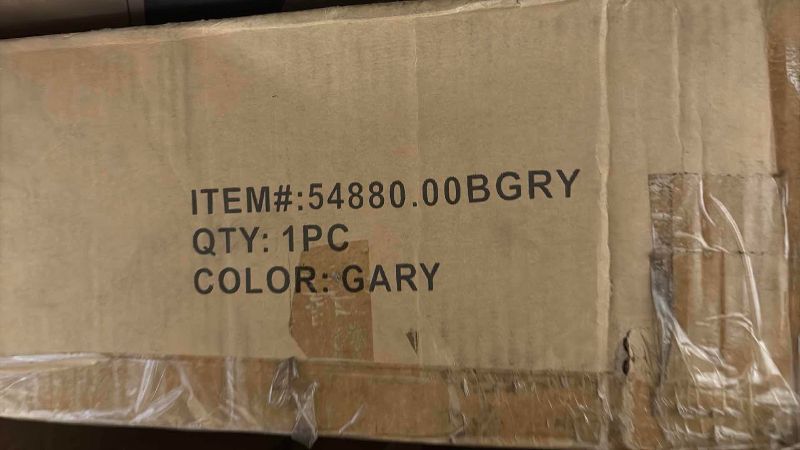 ITEM#:54880.00BGRY
QTY: 1PC
COLOR: GARY